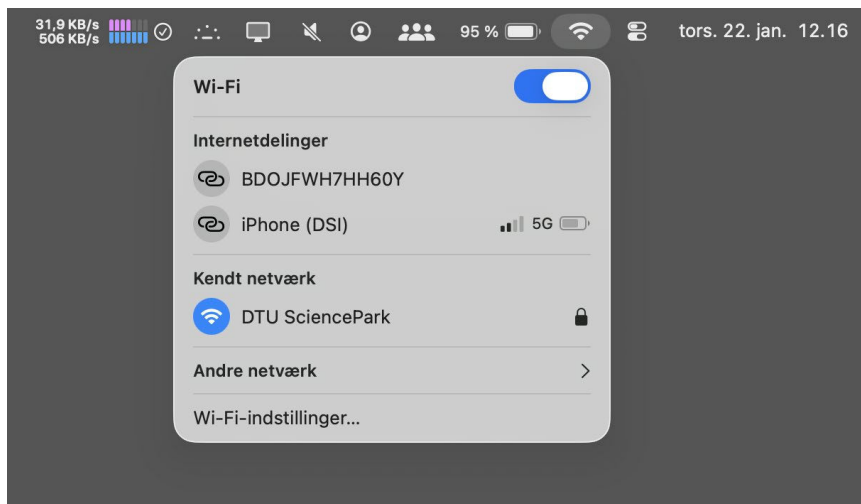 31,9 KB/s
506 KB/s
95 %
tors. 22. jan. 12.16
Wi-Fi
Internetdelinger
BDOJFWH7HH60Y
iPhone (DSI) 5G
Kendt netværk
DTU SciencePark
Andre netværk
Wi-Fi-indstillinger...